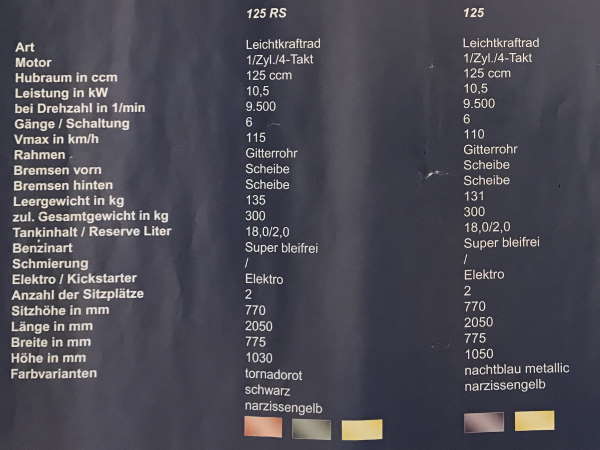 125 RS 125
Art Leichtkraftrad Leichtkraftrad
Motor 1/Zyl./4-Takt 1/Zyl./4-Takt
Hubraum in ccm 125 ccm 125 ccm
Leistung in kW 10,5 10,5
bei Drehzahl in 1/min 9.500 9.500
Gänge / Schaltung 6 6
Vmax in km/h 115 110
Rahmen Gitterrohr Gitterrohr
Bremsen vorn Scheibe Scheibe
Bremsen hinten Scheibe Scheibe
Leergewicht in kg 135 131
zul. Gesamtgewicht in kg 300 300
Tankinhalt / Reserve Liter 18,0/2,0 18,0/2,0
Benzinart Super bleifrei Super bleifrei
Schmierung / /
Elektro / Kickstarter Elektro Elektro
Anzahl der Sitzplätze 2 2
Sitzhöhe in mm 770 770
Länge in mm 2050 2050
Breite in mm 775 775
Höhe in mm 1030 1050
Farbvarianten tornadorot nachtblau metallic
schwarz narzissengelb
narzissengelb